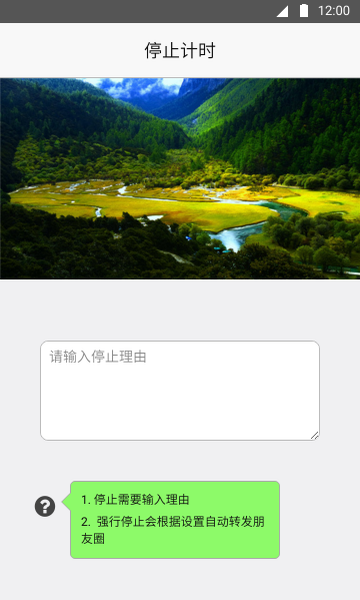 12:00
停止计时
请输入停止理由
1. 停止需要输入理由
2. 强行停止会根据设置自动转发朋
友圈